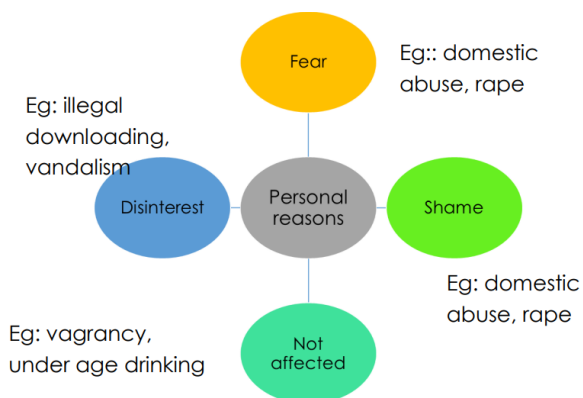 Fear
Eg:: domestic
abuse, rape
Eg: illegal
downloading,
vandalism
Disinterest
Personal
reasons
Shame
Eg: domestic
abuse, rape
Eg: vagrancy,
under age drinking
Not
affected